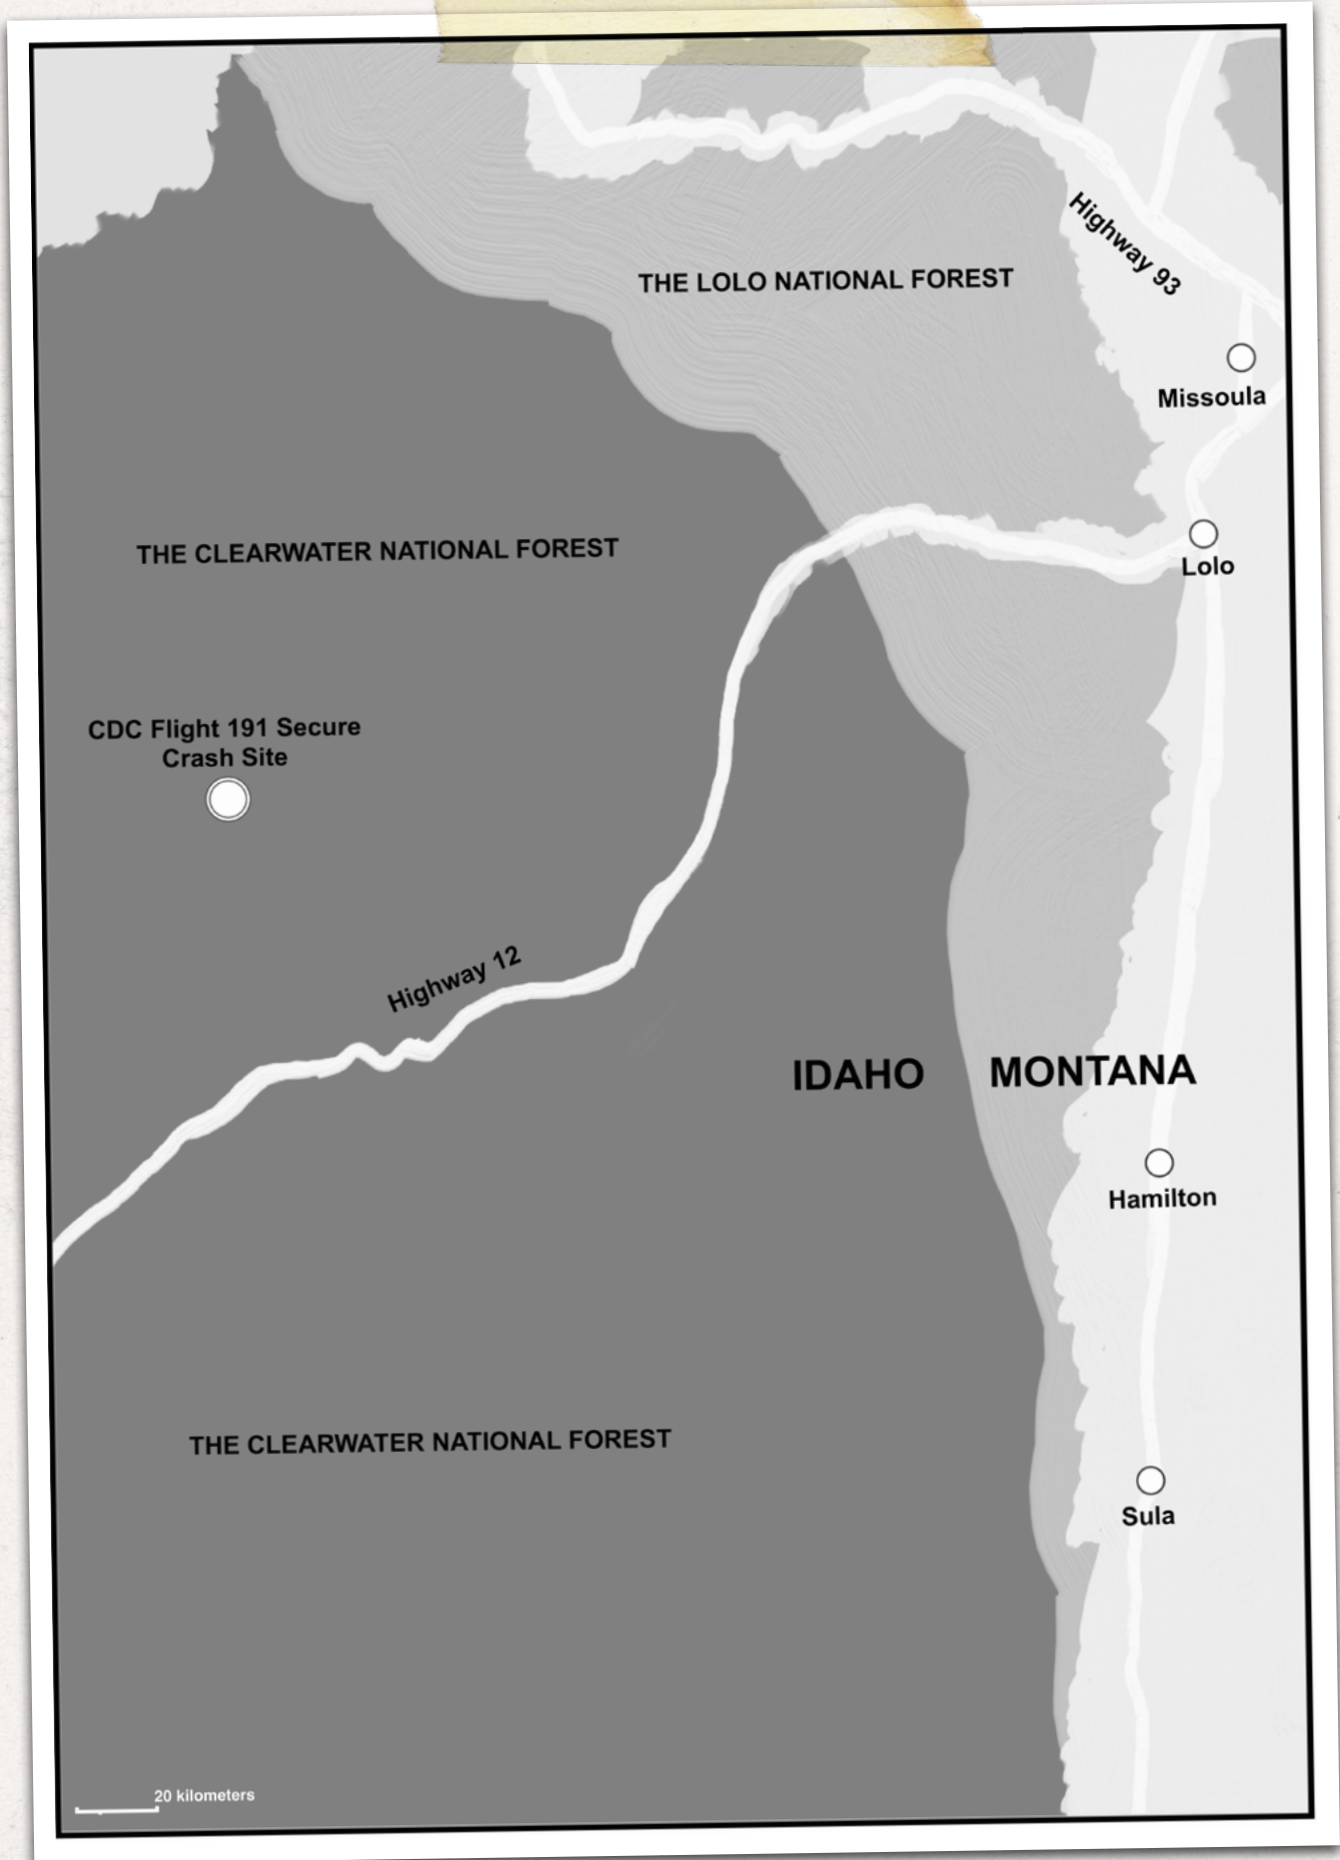 THE LOLO NATIONAL FOREST
Highway 93
Missoula
THE CLEARWATER NATIONAL FOREST
Lolo
CDC Flight 191 Secure
Crash Site
Highway 12
IDAHO
MONTANA
Hamilton
THE CLEARWATER NATIONAL FOREST
Sula
20 kilometers